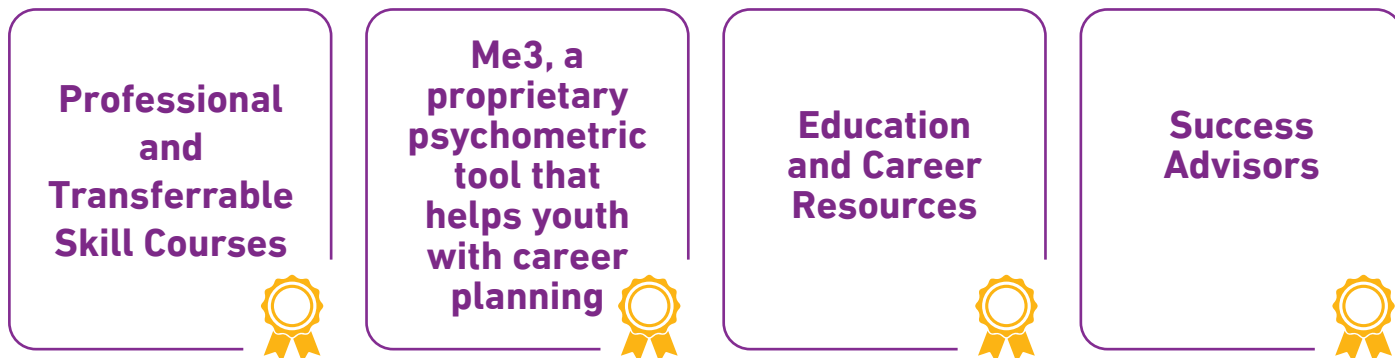 Professional
and
Transferrable
Skill Courses
Me3, a
proprietary
psychometric
tool that
helps youth
with career
planning
Education
and Career
Resources
Success
Advisors